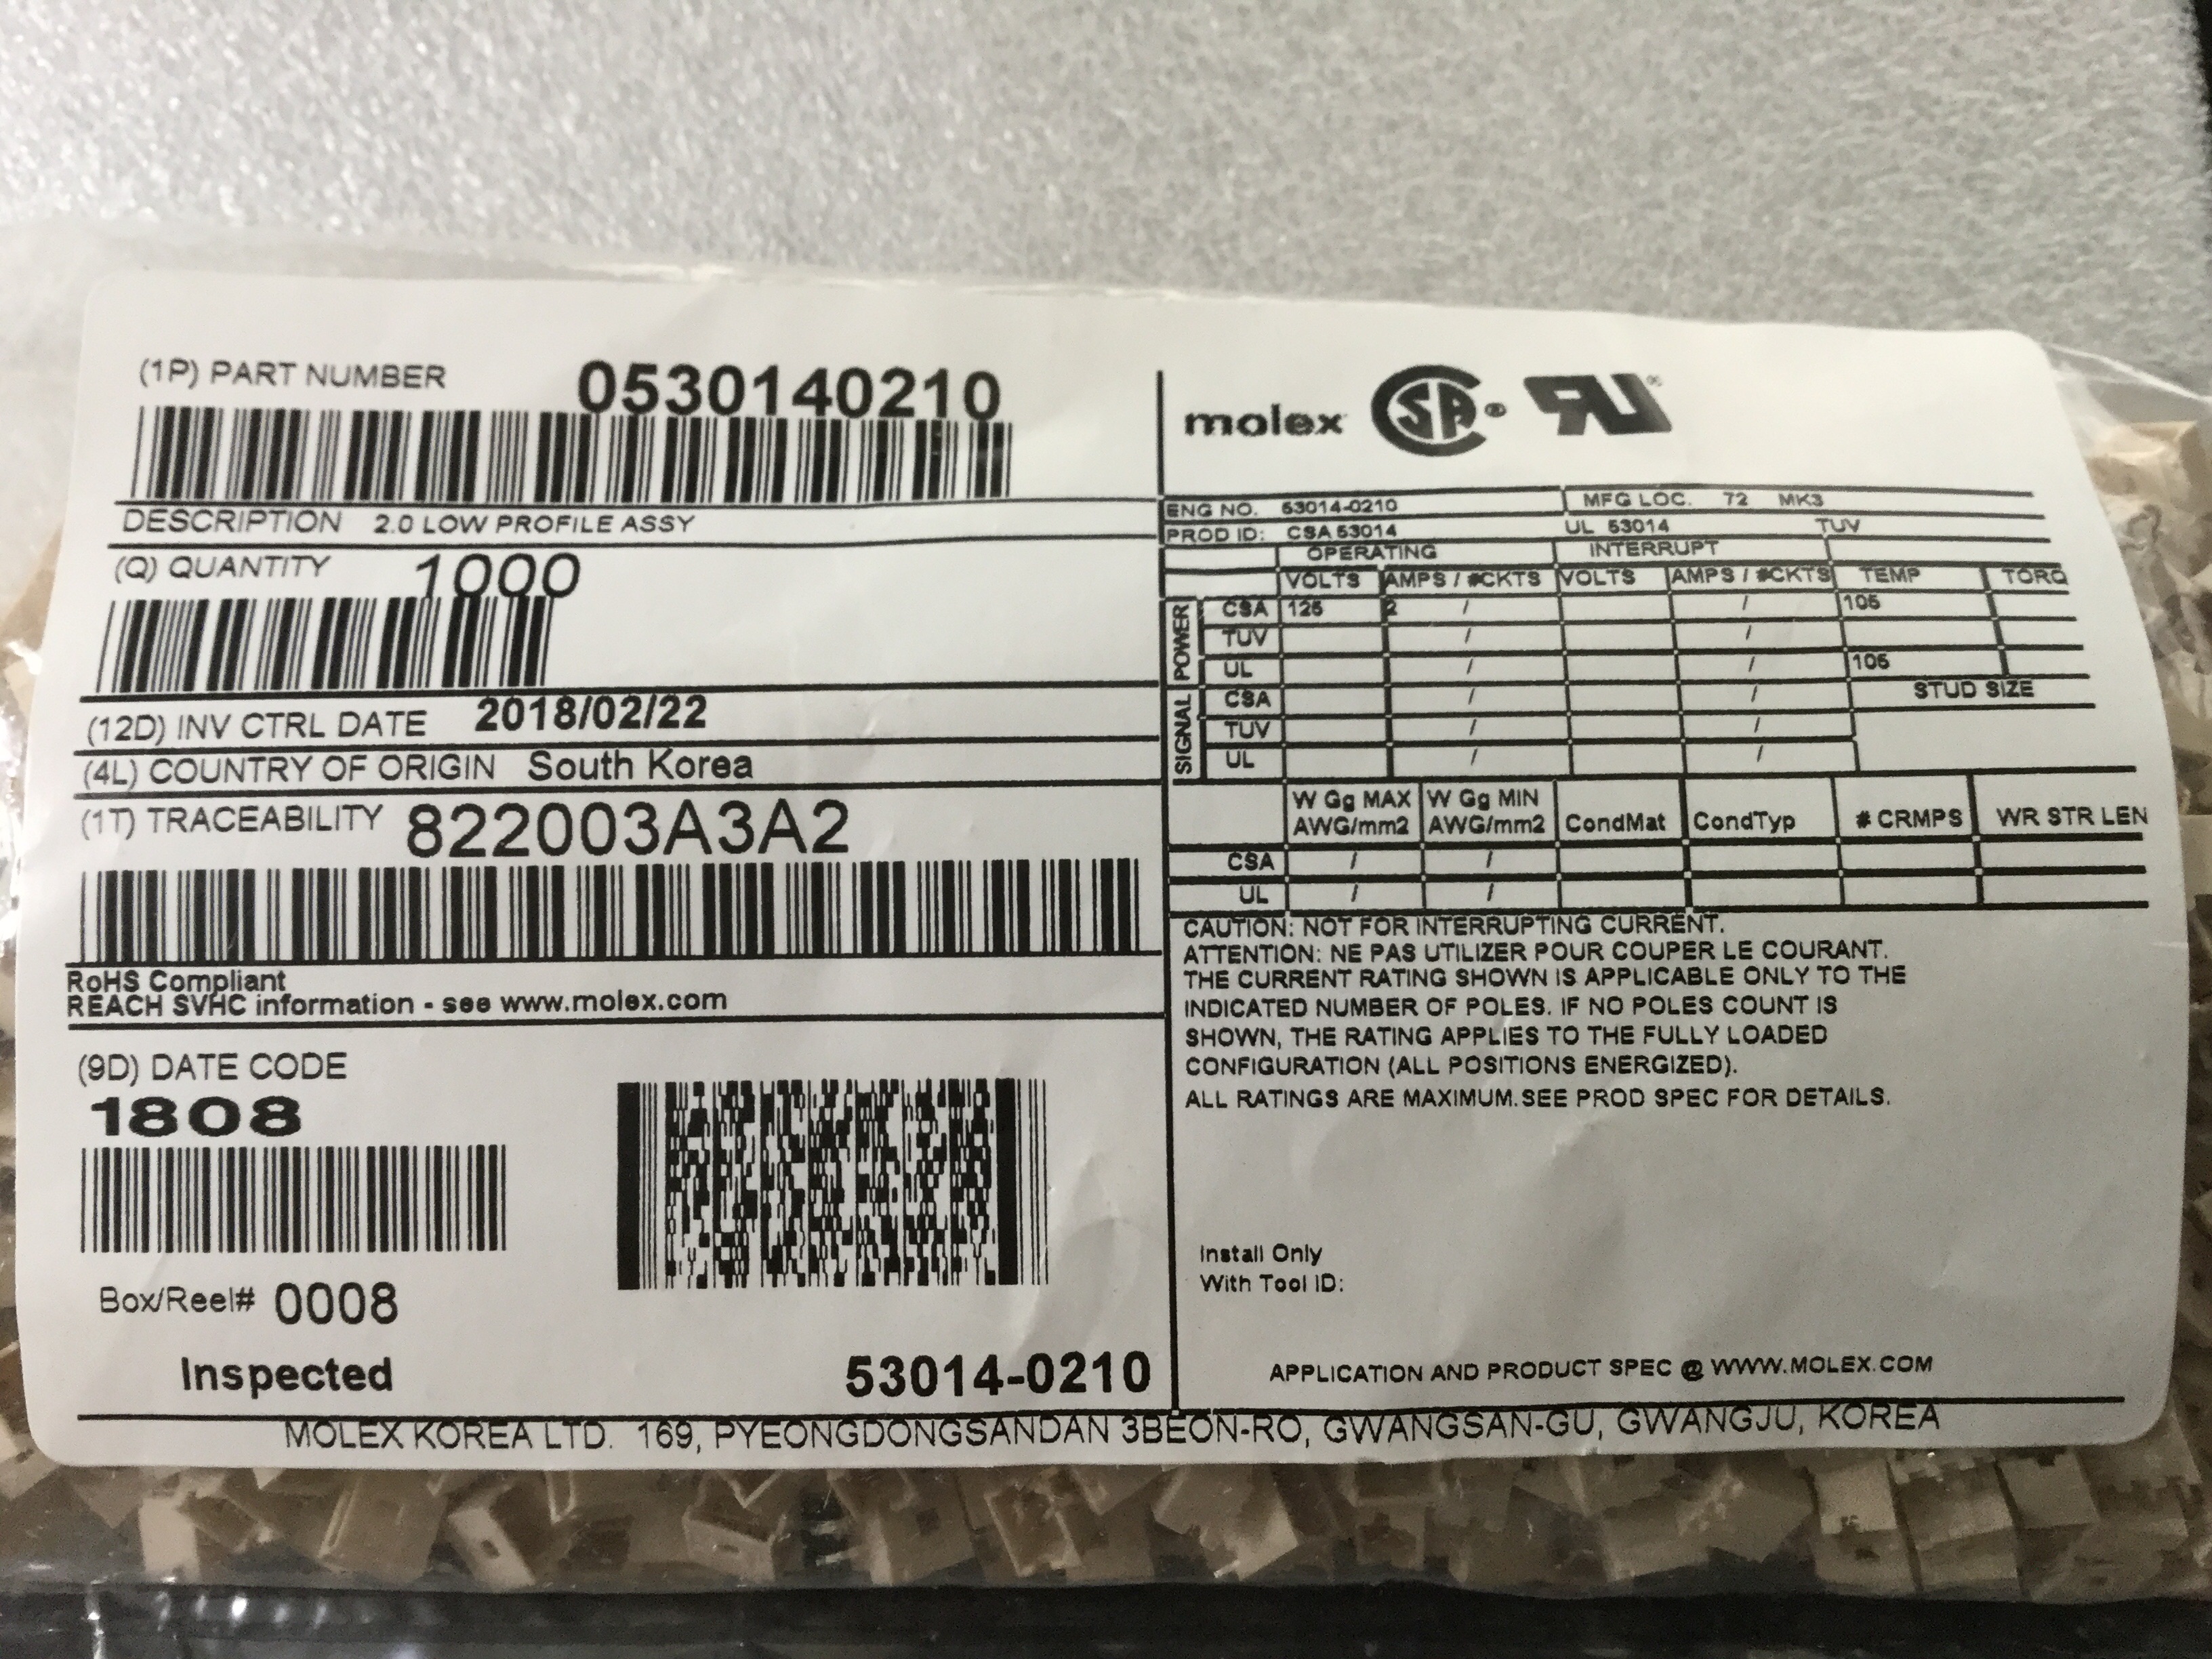 (1P) PART NUMBER 0530140210
DESCRIPTION 2.0 LOW PROFILE ASSY
(Q) QUANTITY 1000
(12D) INV CTRL DATE 2018/02/22
(4L) COUNTRY OF ORIGIN South Korea
(1T) TRACEABILITY 822003A3A2
RoHS Compliant
REACH SVHC information - see www.molex.com
(9D) DATE CODE
1808
Box/Reel# 0008
Inspected 53014-0210
molex SA ® RU ®
ENG NO. 53014-0210 MFG LOC. 72 MK3
PROD ID: CSA 53014 UL 53014 TUV
OPERATING INTERRUPT
VOLTS AMPS / #CKTS VOLTS AMPS / #CKTS TEMP TORQ
POWER
CSA 125 2 / / 105
TUV / /
UL / / 105
SIGNAL
CSA / / STUD SIZE
TUV / /
UL / /
W Gg MAX W Gg MIN
AWG/mm2 AWG/mm2 CondMat CondTyp # CRMPS WR STR LEN
CSA / /
UL / /
CAUTION: NOT FOR INTERRUPTING CURRENT.
ATTENTION: NE PAS UTILIZER POUR COUPER LE COURANT.
THE CURRENT RATING SHOWN IS APPLICABLE ONLY TO THE
INDICATED NUMBER OF POLES. IF NO POLES COUNT IS
SHOWN, THE RATING APPLIES TO THE FULLY LOADED
CONFIGURATION (ALL POSITIONS ENERGIZED).
ALL RATINGS ARE MAXIMUM.SEE PROD SPEC FOR DETAILS.
Install Only
With Tool ID:
APPLICATION AND PRODUCT SPEC @ WWW.MOLEX.COM
MOLEX KOREA LTD. 169, PYEONGDONGSANDAN 3BEON-RO, GWANGSAN-GU, GWANGJU, KOREA